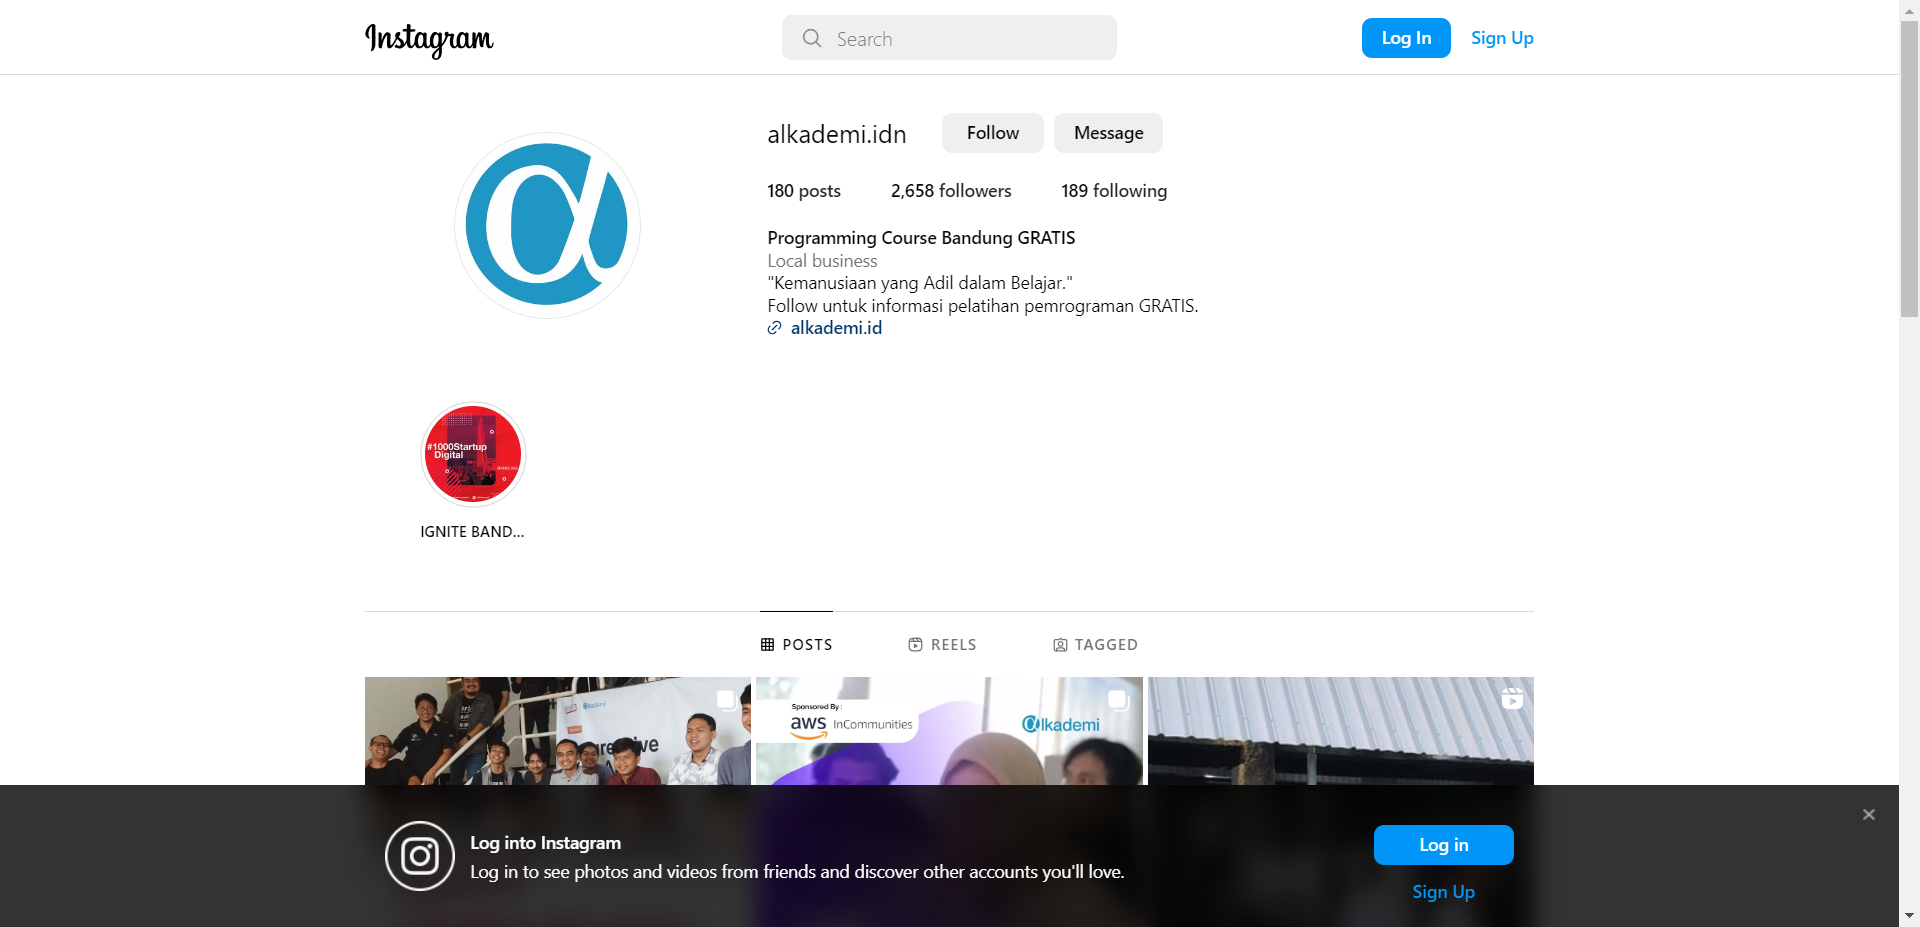 Instagram
Search
Log In
Sign Up
alkademi.idn
Follow
Message
180 posts
2,658 followers
189 following
Programming Course Bandung GRATIS
Local business
"Kemanusiaan yang Adil dalam Belajar."
Follow untuk informasi pelatihan pemrograman GRATIS.
alkademi.id
#1000Startup
Digital
BANDUNG
IGNITE BAND...
POSTS
REELS
TAGGED
Sponsored By :
aws InCommunities
alkademi
Log into Instagram
Log in to see photos and videos from friends and discover other accounts you'll love.
Log in
Sign Up